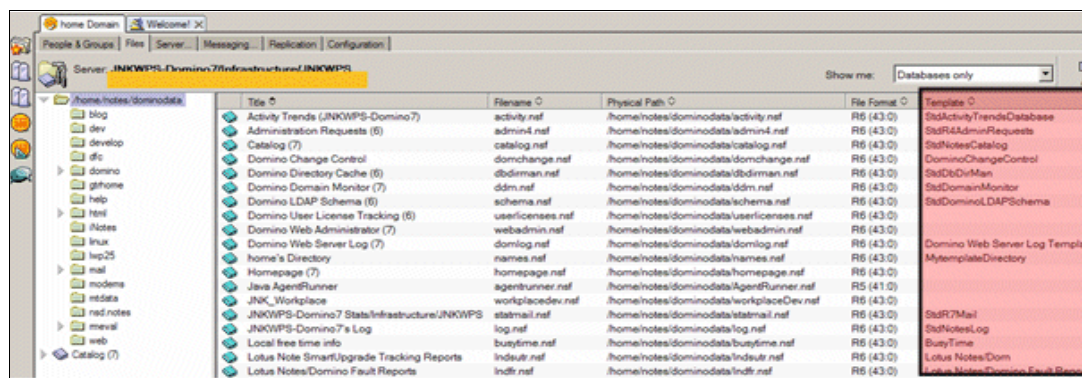 home Domain Welcome!
People & Groups Files Server... Messaging... Replication Configuration
Server: JNKWPS-Domino7/Infrastructure/JNKWPS
Show me: Databases only
/home/notes/dominodata
blog
dev
develop
dfc
domino
gtrhome
help
html
iNotes
linux
lwp25
mail
modems
mtdata
nsd.notes
meval
web
Catalog (7)
Title Filename Physical Path File Format Template
Activity Trends (JNKWPS-Domino7) activity.nsf /home/notes/dominodata/activity.nsf R6 (43:0) StdActivityTrendsDatabase
Administration Requests (6) admin4.nsf /home/notes/dominodata/admin4.nsf R6 (43:0) StdR4AdminRequests
Catalog (7) catalog.nsf /home/notes/dominodata/catalog.nsf R6 (43:0) StdNotesCatalog
Domino Change Control domchange.nsf /home/notes/dominodata/domchange.nsf R6 (43:0) DominoChangeControl
Domino Directory Cache (6) dbdirman.nsf /home/notes/dominodata/dbdirman.nsf R6 (43:0) StdDbDirMan
Domino Domain Monitor (7) ddm.nsf /home/notes/dominodata/ddm.nsf R6 (43:0) StdDomainMonitor
Domino LDAP Schema (6) schema.nsf /home/notes/dominodata/schema.nsf R6 (43:0) StdDominoLDAPSchema
Domino User License Tracking (6) userlicenses.nsf /home/notes/dominodata/userlicenses.nsf R6 (43:0)
Domino Web Administrator (7) webadmin.nsf /home/notes/dominodata/webadmin.nsf R6 (43:0)
Domino Web Server Log (7) domlog.nsf /home/notes/dominodata/domlog.nsf R6 (43:0) Domino Web Server Log Templa
home's Directory names.nsf /home/notes/dominodata/names.nsf R6 (43:0) MytemplateDirectory
Homepage (7) homepage.nsf /home/notes/dominodata/homepage.nsf R6 (43:0)
Java AgentRunner agentrunner.nsf /home/notes/dominodata/AgentRunner.nsf R5 (41:0)
JNK_Workplace workplacedev.nsf /home/notes/dominodata/workplaceDev.nsf R6 (43:0)
JNKWPS-Domino7 Stats/Infrastructure/JNKWPS statmail.nsf /home/notes/dominodata/statmail.nsf R6 (43:0) StdR7Mail
JNKWPS-Domino7's Log log.nsf /home/notes/dominodata/log.nsf R6 (43:0) StdNotesLog
Local free time info busytime.nsf /home/notes/dominodata/busytime.nsf R6 (43:0) BusyTime
Lotus Note SmartUpgrade Tracking Reports lndsutr.nsf /home/notes/dominodata/lndsutr.nsf R6 (43:0) Lotus Notes/Dom
Lotus Notes/Domino Fault Reports lndfr.nsf /home/notes/dominodata/lndfr.nsf R6 (43:0) Lotus Notes/Domino Fault Repo